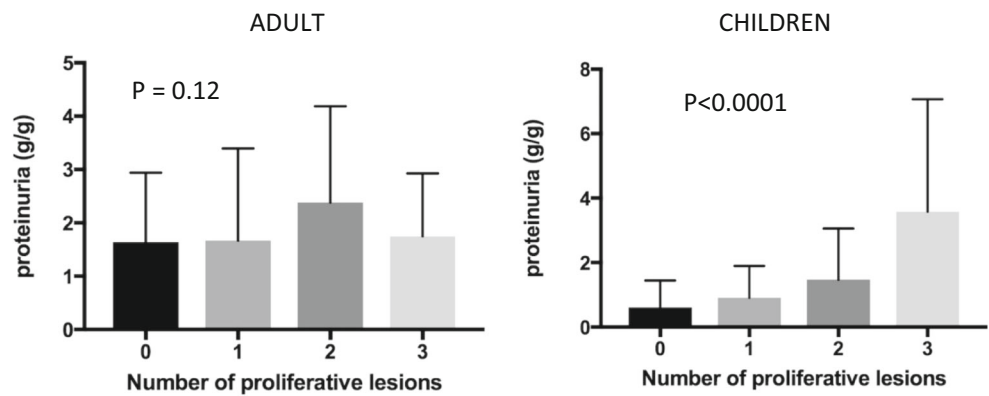 ADULT
P = 0.12
proteinuria (g/g)
5
4
3
2
1
0
0 1 2 3
Number of proliferative lesions
CHILDREN
P<0.0001
proteinuria (g/g)
8
6
4
2
0
0 1 2 3
Number of proliferative lesions